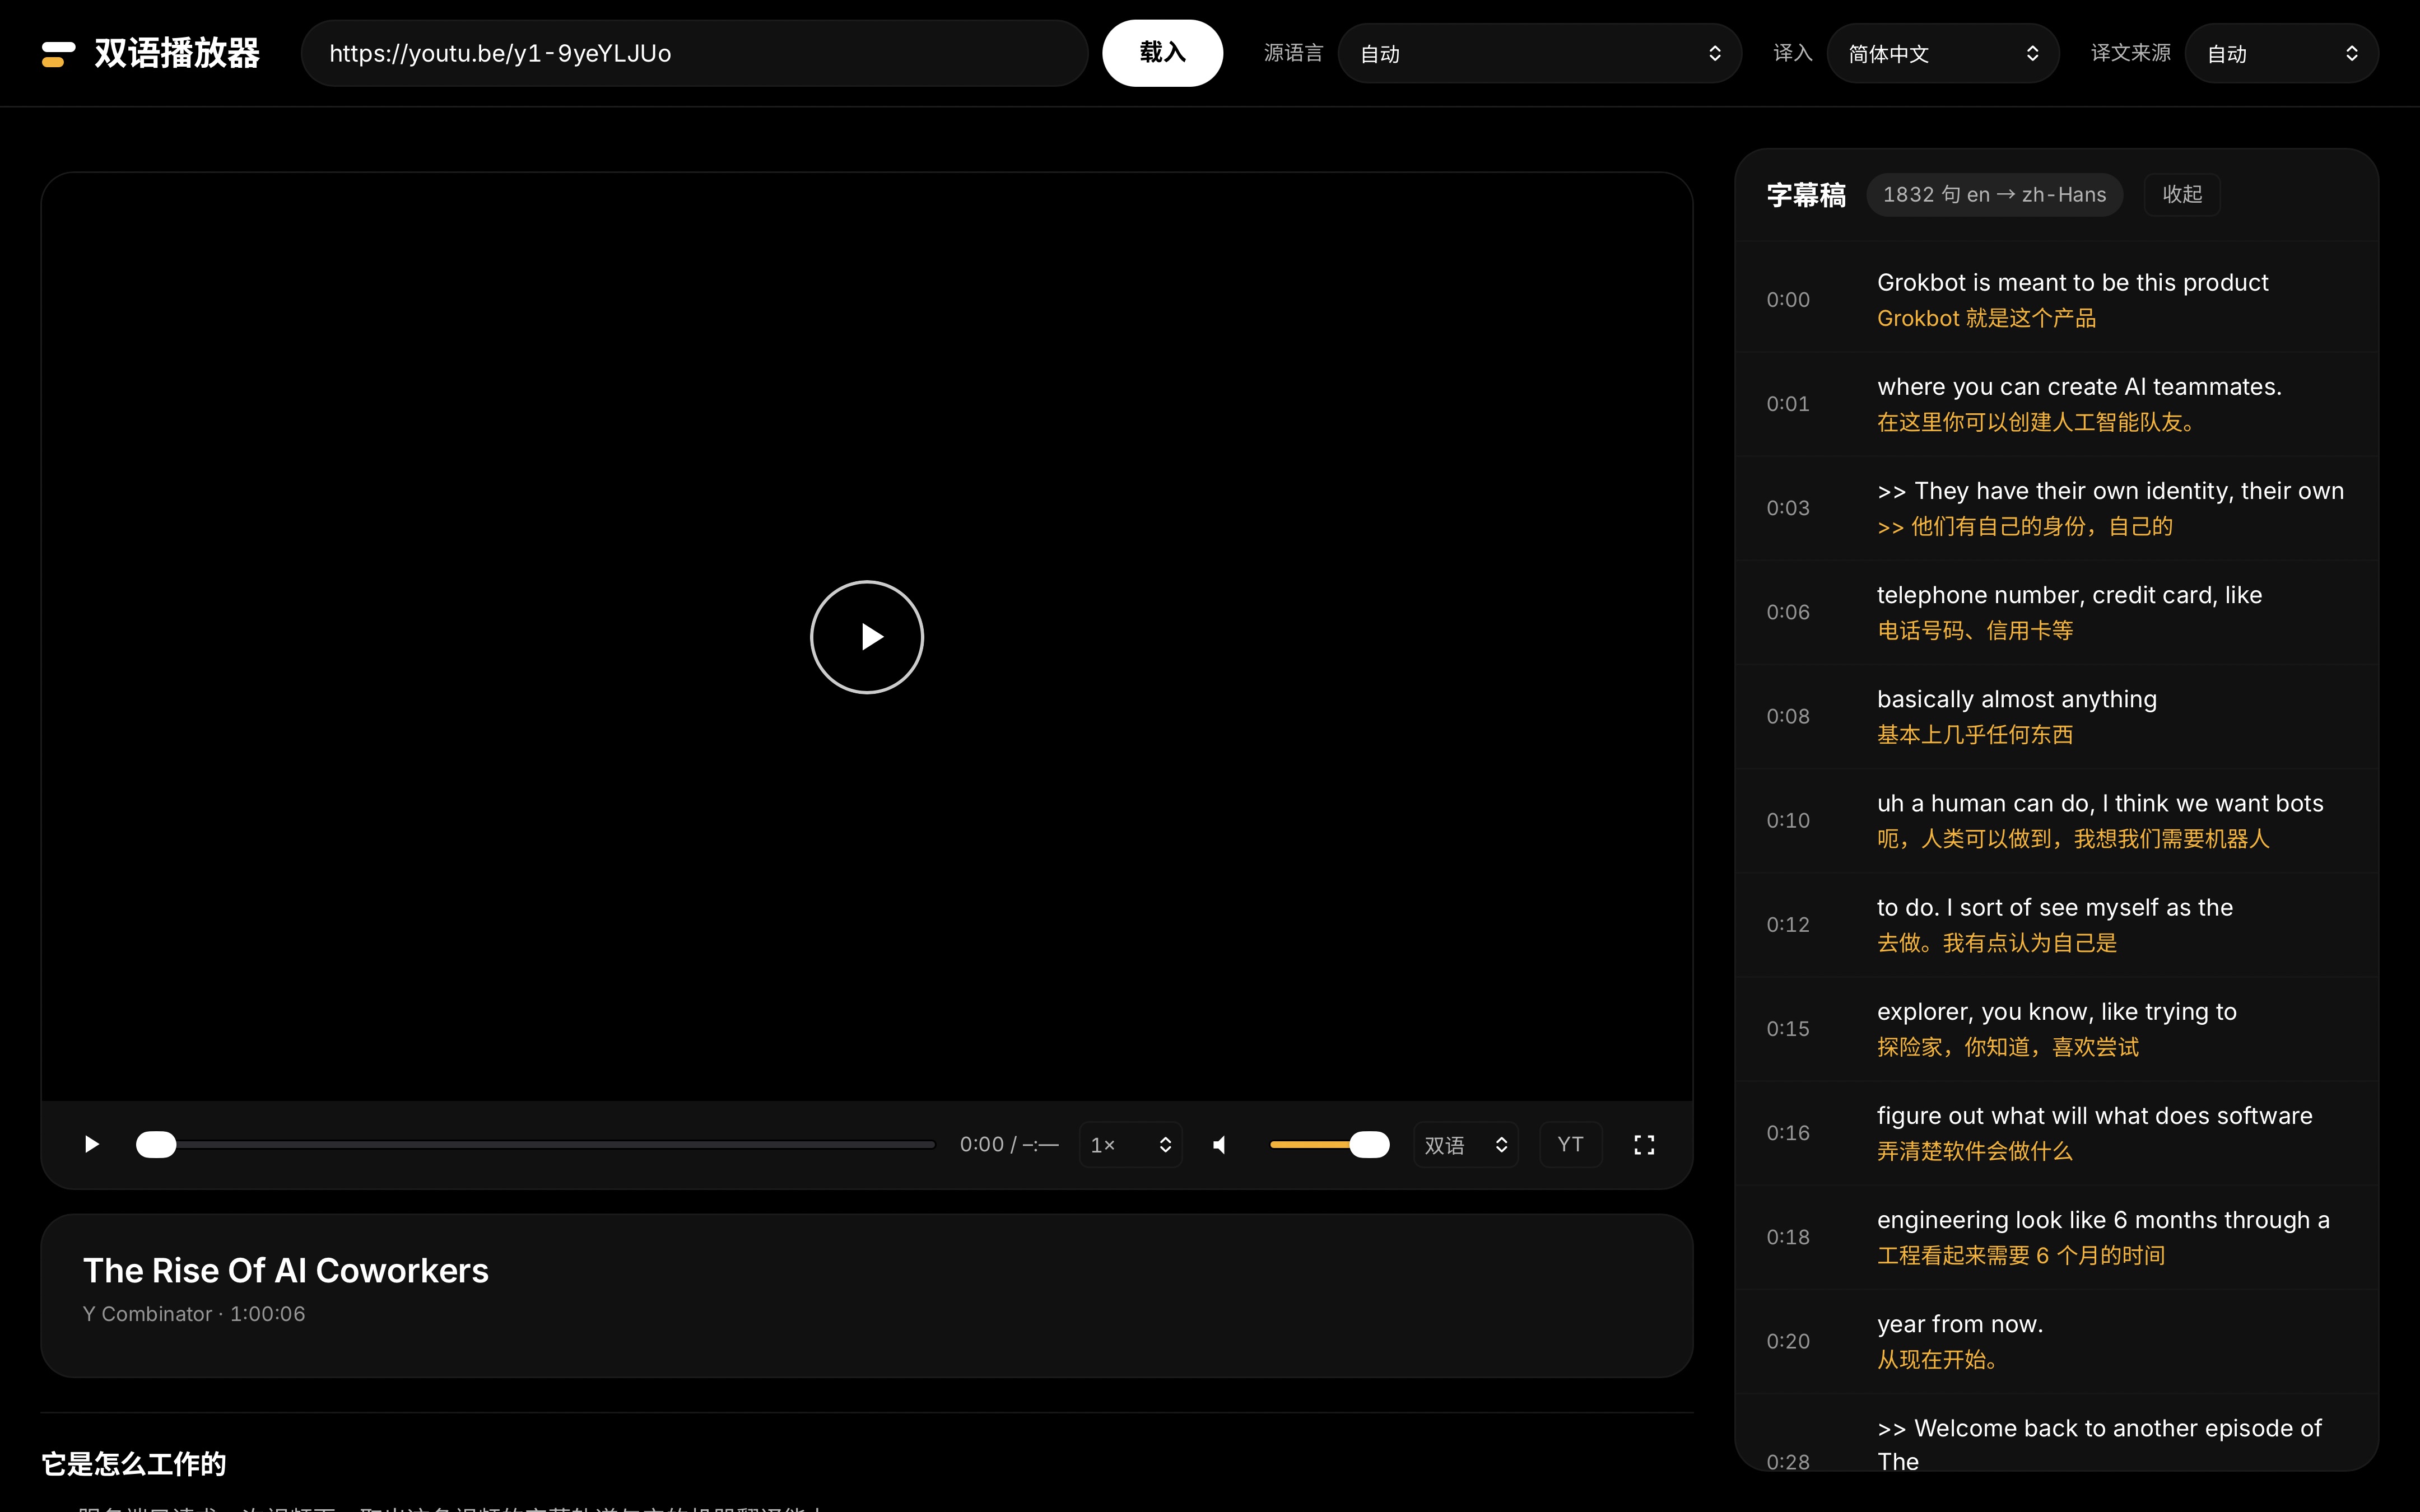 双语播放器
https://youtu.be/y1-9yeYLJUo
载入
源语言 自动
译入 简体中文
译文来源 自动
0:00 / –:––
1×
双语
YT
The Rise Of AI Coworkers
Y Combinator · 1:00:06
它是怎么工作的
字幕稿 1832 句 en → zh-Hans 收起
0:00
Grokbot is meant to be this product
Grokbot 就是这个产品
0:01
where you can create AI teammates.
在这里你可以创建人工智能队友。
0:03
>> They have their own identity, their own
>> 他们有自己的身份，自己的
0:06
telephone number, credit card, like
电话号码、信用卡等
0:08
basically almost anything
基本上几乎任何东西
0:10
uh a human can do, I think we want bots
呃，人类可以做到，我想我们需要机器人
0:12
to do. I sort of see myself as the
去做。我有点认为自己是
0:15
explorer, you know, like trying to
探险家，你知道，喜欢尝试
0:16
figure out what will what does software
弄清楚软件会做什么
0:18
engineering look like 6 months through a
工程看起来需要 6 个月的时间
0:20
year from now.
从现在开始。
0:28
>> Welcome back to another episode of
The